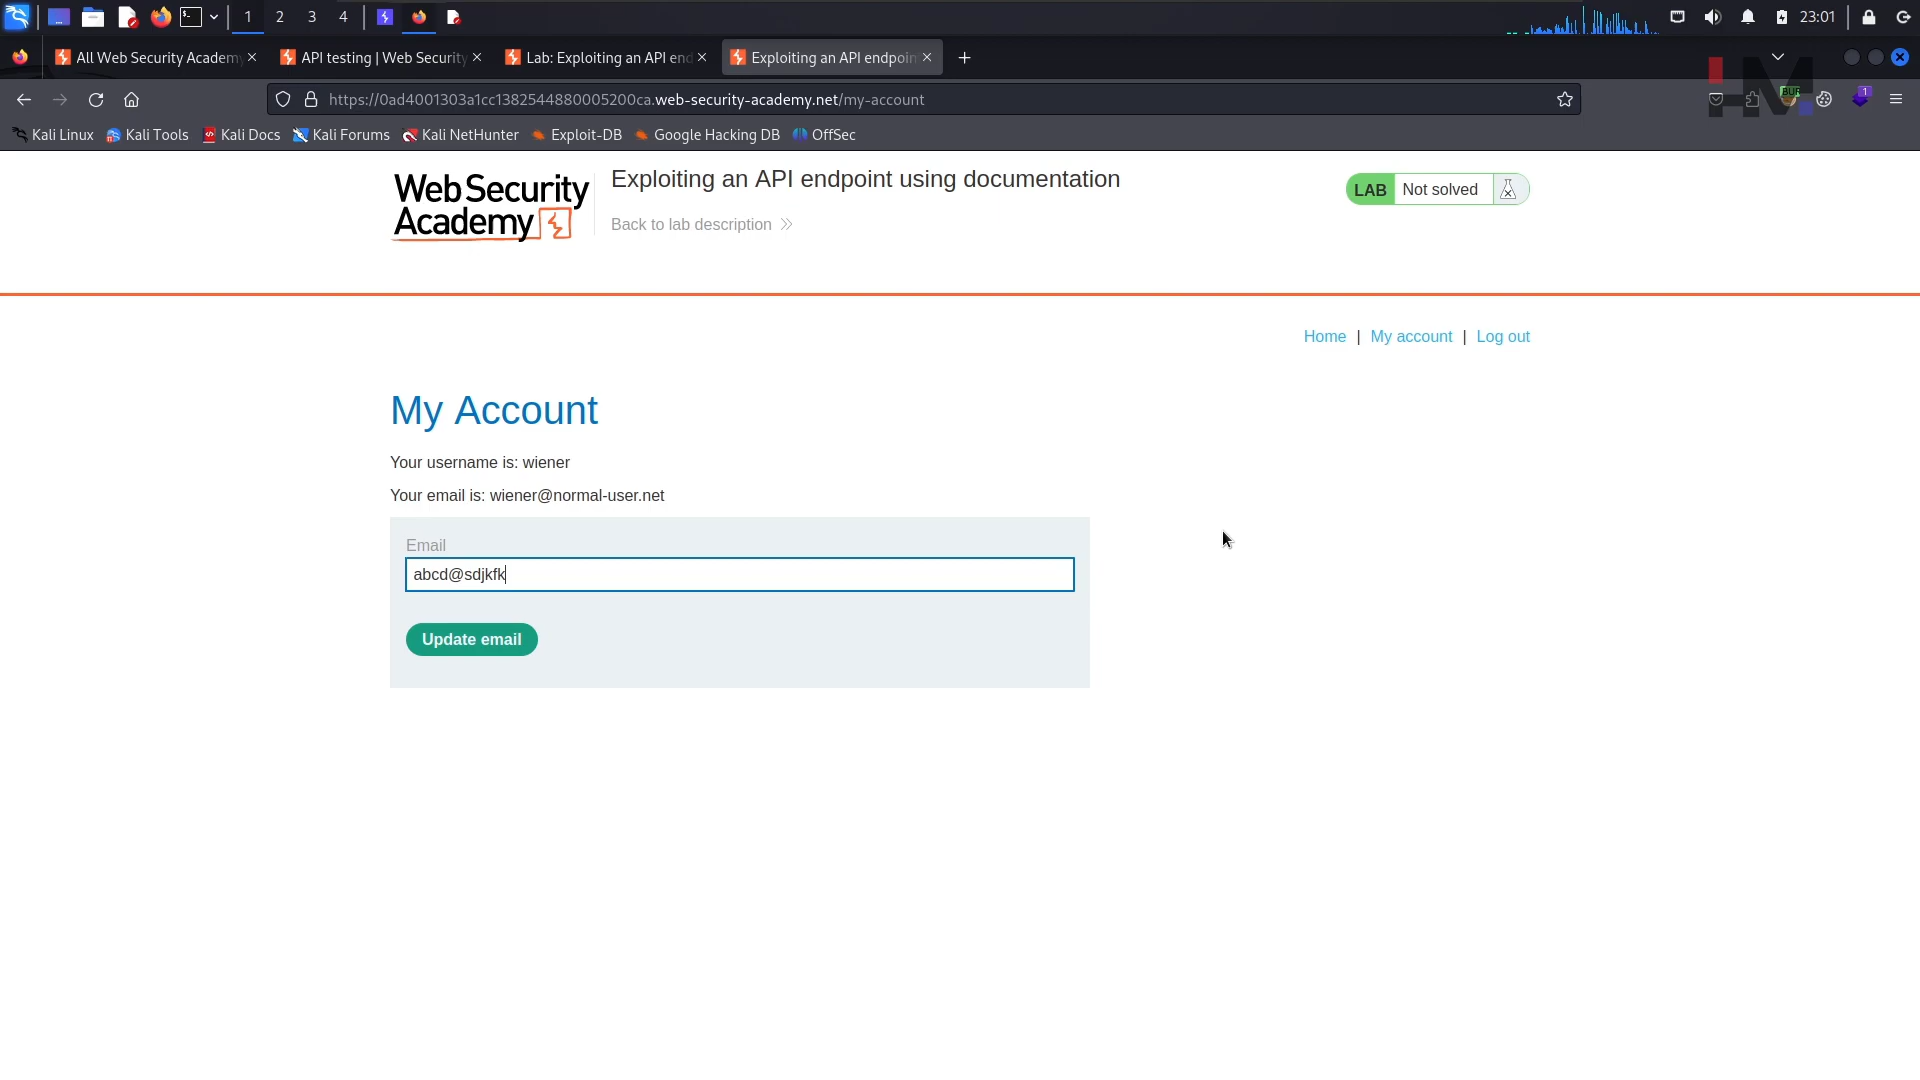 1 2 3 4 23:01
All Web Security Academy API testing | Web Security Lab: Exploiting an API end Exploiting an API endpoin
https://0ad4001303a1cc1382544880005200ca.web-security-academy.net/my-account
BUR 1
HM
Kali Linux Kali Tools Kali Docs Kali Forums Kali NetHunter Exploit-DB Google Hacking DB OffSec
WebSecurity
Academy
Exploiting an API endpoint using documentation
Back to lab description
LAB Not solved
Home | My account | Log out
My Account
Your username is: wiener
Your email is: wiener@normal-user.net
Email
abcd@sdjkfk
Update email